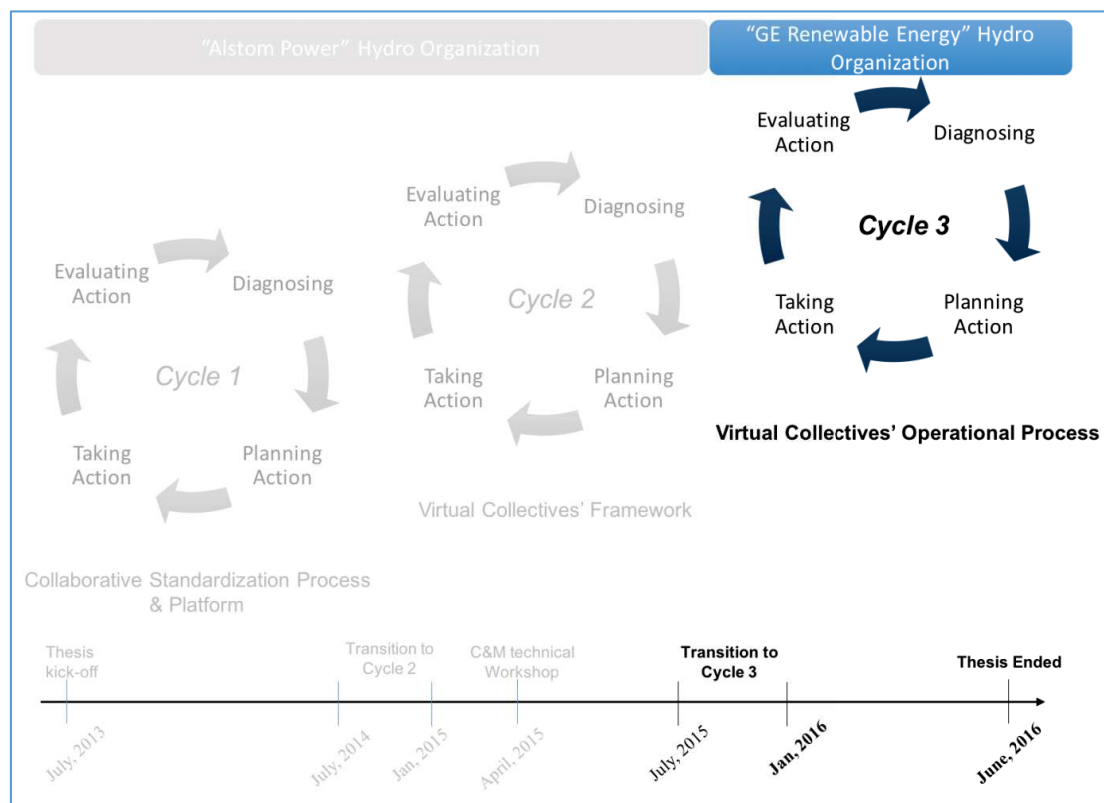 “Alstom Power” Hydro Organization
“GE Renewable Energy” Hydro
Organization
Evaluating
Action
Diagnosing
Cycle 1
Taking
Action
Planning
Action
Collaborative Standardization Process
& Platform
Evaluating
Action
Diagnosing
Cycle 2
Taking
Action
Planning
Action
Virtual Collectives’ Framework
Evaluating
Action
Diagnosing
Cycle 3
Taking
Action
Planning
Action
Virtual Collectives’ Operational Process
Thesis
kick-off
Transition to
Cycle 2
C&M technical
Workshop
Transition to
Cycle 3
Thesis Ended
July, 2013
July, 2014
Jan, 2015
April, 2015
July, 2015
Jan, 2016
June, 2016